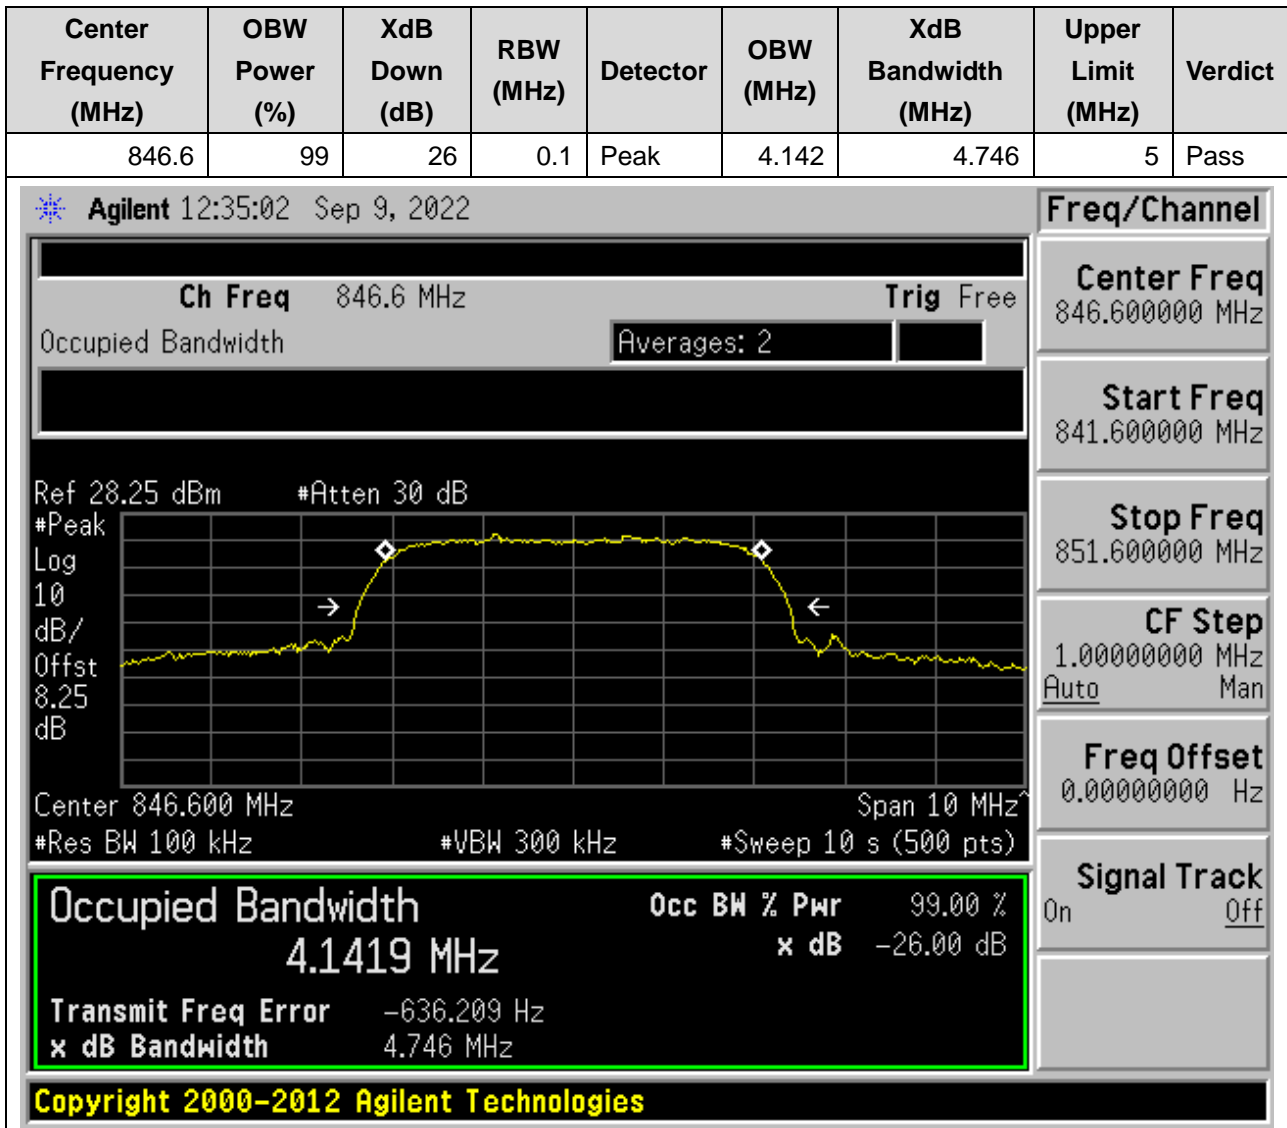 Center Frequency (MHz) OBW Power (%) XdB Down (dB) RBW (MHz) Detector OBW (MHz) XdB Bandwidth (MHz) Upper Limit (MHz) Verdict
846.6 99 26 0.1 Peak 4.142 4.746 5 Pass
Agilent 12:35:02 Sep 9, 2022
Freq/Channel
Ch Freq 846.6 MHz Trig Free
Occupied Bandwidth Averages: 2
Center Freq
846.600000 MHz
Start Freq
841.600000 MHz
Stop Freq
851.600000 MHz
CF Step
1.00000000 MHz
Auto Man
Freq Offset
0.00000000 Hz
Signal Track
On Off
Ref 28.25 dBm #Atten 30 dB
#Peak
Log
10
dB/
Offst
8.25
dB
Center 846.600 MHz Span 10 MHz^
#Res BW 100 kHz #VBW 300 kHz #Sweep 10 s (500 pts)
Occupied Bandwidth Occ BW % Pwr 99.00 %
4.1419 MHz x dB -26.00 dB
Transmit Freq Error -636.209 Hz
x dB Bandwidth 4.746 MHz
Copyright 2000-2012 Agilent Technologies